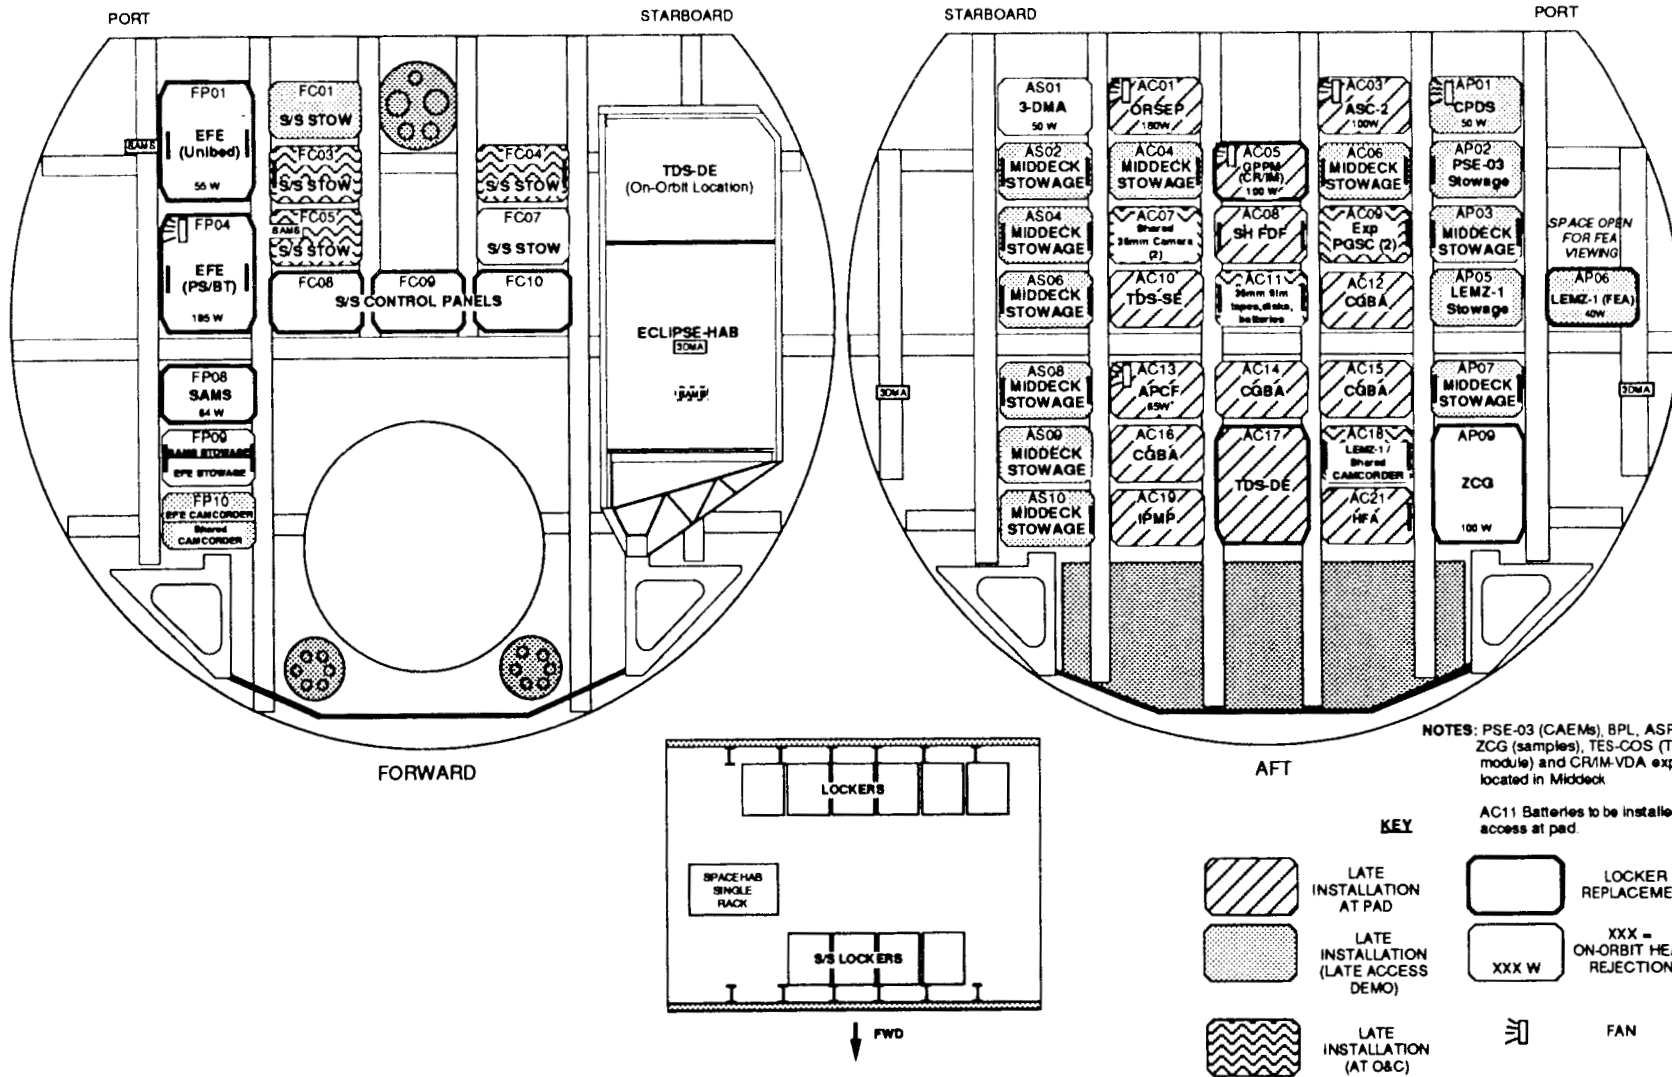 PORT
STARBOARD
FP01
EFE
(Unibed)
55 W
SAMS
FP04
EFE
(PS/BT)
195 W
FP08
SAMS
64 W
FP09
SAMS STOWAGE
EFE STOWAGE
FP10
EFE CAMCORDER
Shared
CAMCORDER
FC01
S/S STOW
FC03
S/S STOW
FC05
SAMS
S/S STOW
FC04
S/S STOW
FC07
S/S STOW
FC08
FC09
FC10
S/S CONTROL PANELS
TDS-DE
(On-Orbit Location)
ECLIPSE-HAB
3DMA
SAMS
FORWARD
STARBOARD
PORT
AS01
3-DMA
50 W
AC01
ORSEP
180W
AC03
ASC-2
100W
AP01
CPDS
50 W
AS02
MIDDECK
STOWAGE
AC04
MIDDECK
STOWAGE
AC05
GPPM
(CR/IM)
100 W
AC06
MIDDECK
STOWAGE
AP02
PSE-03
Stowage
AS04
MIDDECK
STOWAGE
AC07
Shared
35mm Camera
(2)
AC08
SH FDF
AC09
Exp
PGSC (2)
AP03
MIDDECK
STOWAGE
SPACE OPEN
FOR FEA
VIEWING
AS06
MIDDECK
STOWAGE
AC10
TDS-SE
AC11
35mm film
tapes, disks,
batteries
AC12
CGBA
AP05
LEMZ-1
Stowage
AP06
LEMZ-1 (FEA)
40W
3DMA
AS08
MIDDECK
STOWAGE
AC13
APCF
65W
AC14
CGBA
AC15
CGBA
AP07
MIDDECK
STOWAGE
3DMA
AS09
MIDDECK
STOWAGE
AC16
CGBA
AC17
TDS-DE
AC18
LEMZ-1 /
Shared
CAMCORDER
AP09
ZCG
100 W
AS10
MIDDECK
STOWAGE
AC19
IPMP
AC21
HFA
AFT
NOTES: PSE-03 (CAEMs), BPL, ASP
ZCG (samples), TES-COS (T
module) and CR/IM-VDA exp
located in Middeck
AC11 Batteries to be installe
access at pad.
LOCKERS
SPACEHAB
SINGLE
RACK
S/S LOCKERS
FWD
KEY
LATE
INSTALLATION
AT PAD
LOCKER
REPLACEME
LATE
INSTALLATION
(LATE ACCESS
DEMO)
XXX W
XXX =
ON-ORBIT HEA
REJECTION
LATE
INSTALLATION
(AT O&C)
FAN